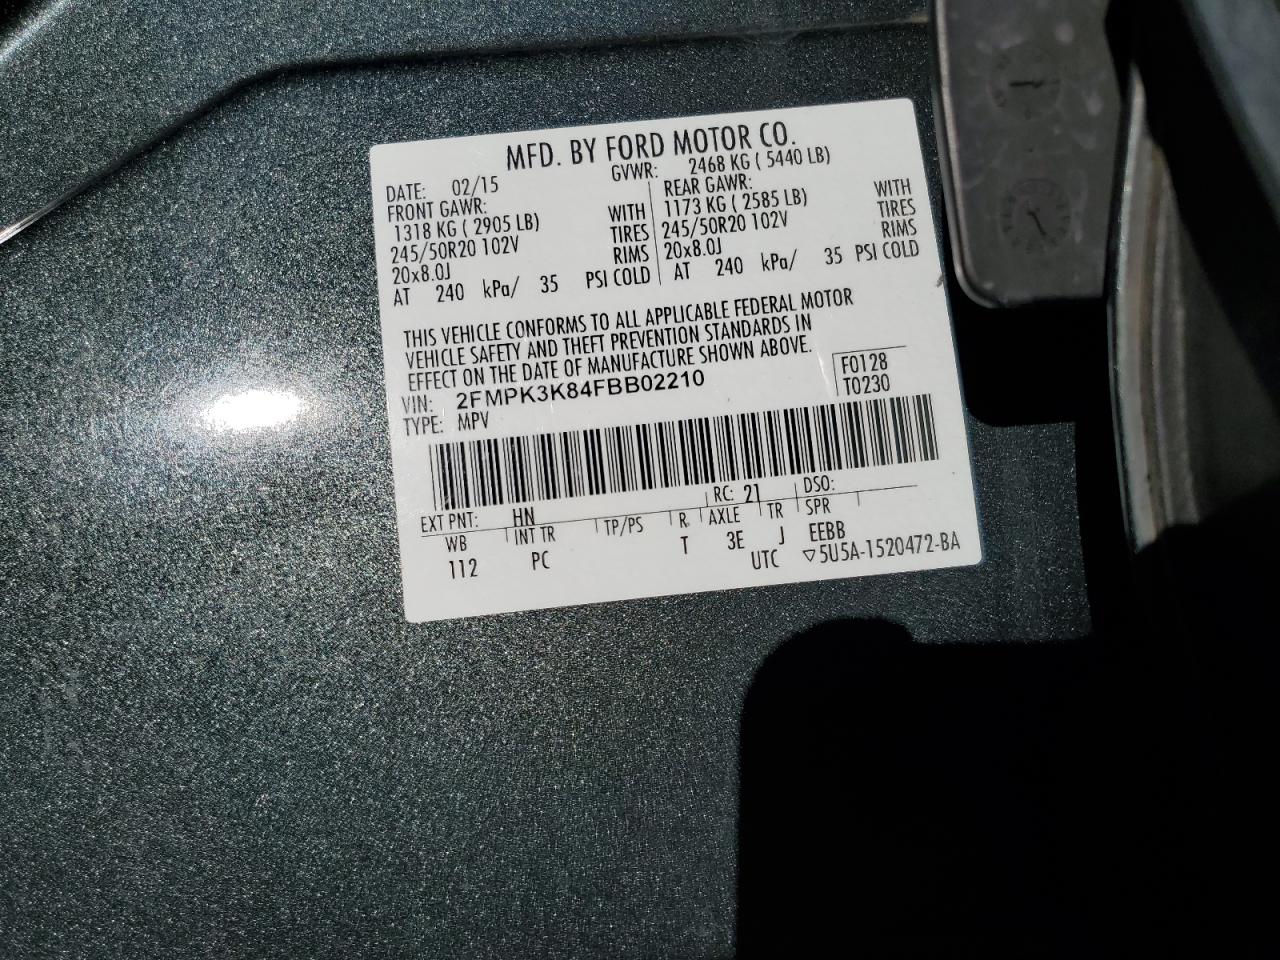 MFD. BY FORD MOTOR CO.
DATE: 02/15 GVWR: 2468 KG ( 5440 LB)
FRONT GAWR: REAR GAWR:
1318 KG ( 2905 LB) WITH 1173 KG ( 2585 LB) WITH
245/50R20 102V TIRES 245/50R20 102V TIRES
20x8.0J RIMS 20x8.0J RIMS
AT 240 kPa/ 35 PSI COLD AT 240 kPa/ 35 PSI COLD
THIS VEHICLE CONFORMS TO ALL APPLICABLE FEDERAL MOTOR
VEHICLE SAFETY AND THEFT PREVENTION STANDARDS IN
EFFECT ON THE DATE OF MANUFACTURE SHOWN ABOVE.
VIN: 2FMPK3K84FBB02210 F0128
TYPE: MPV T0230
EXT PNT: HN RC: 21 DSO:
WB INT TR TP/PS R AXLE TR SPR
112 PC T 3E J EEBB
UTC ▽5U5A-1520472-BA